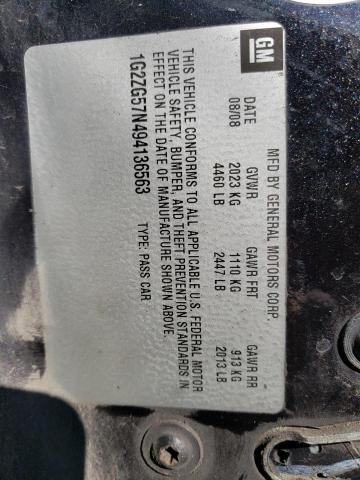 GM
MFD BY GENERAL MOTORS CORP.
DATE GVWR GAWR FRT GAWR RR
08/08 2023 KG 1110 KG 913 KG
4460 LB 2447 LB 2013 LB
THIS VEHICLE CONFORMS TO ALL APPLICABLE U.S. FEDERAL MOTOR
VEHICLE SAFETY, BUMPER, AND THEFT PREVENTION STANDARDS IN
EFFECT ON THE DATE OF MANUFACTURE SHOWN ABOVE.
1G2ZG57N494136563 TYPE: PASS CAR